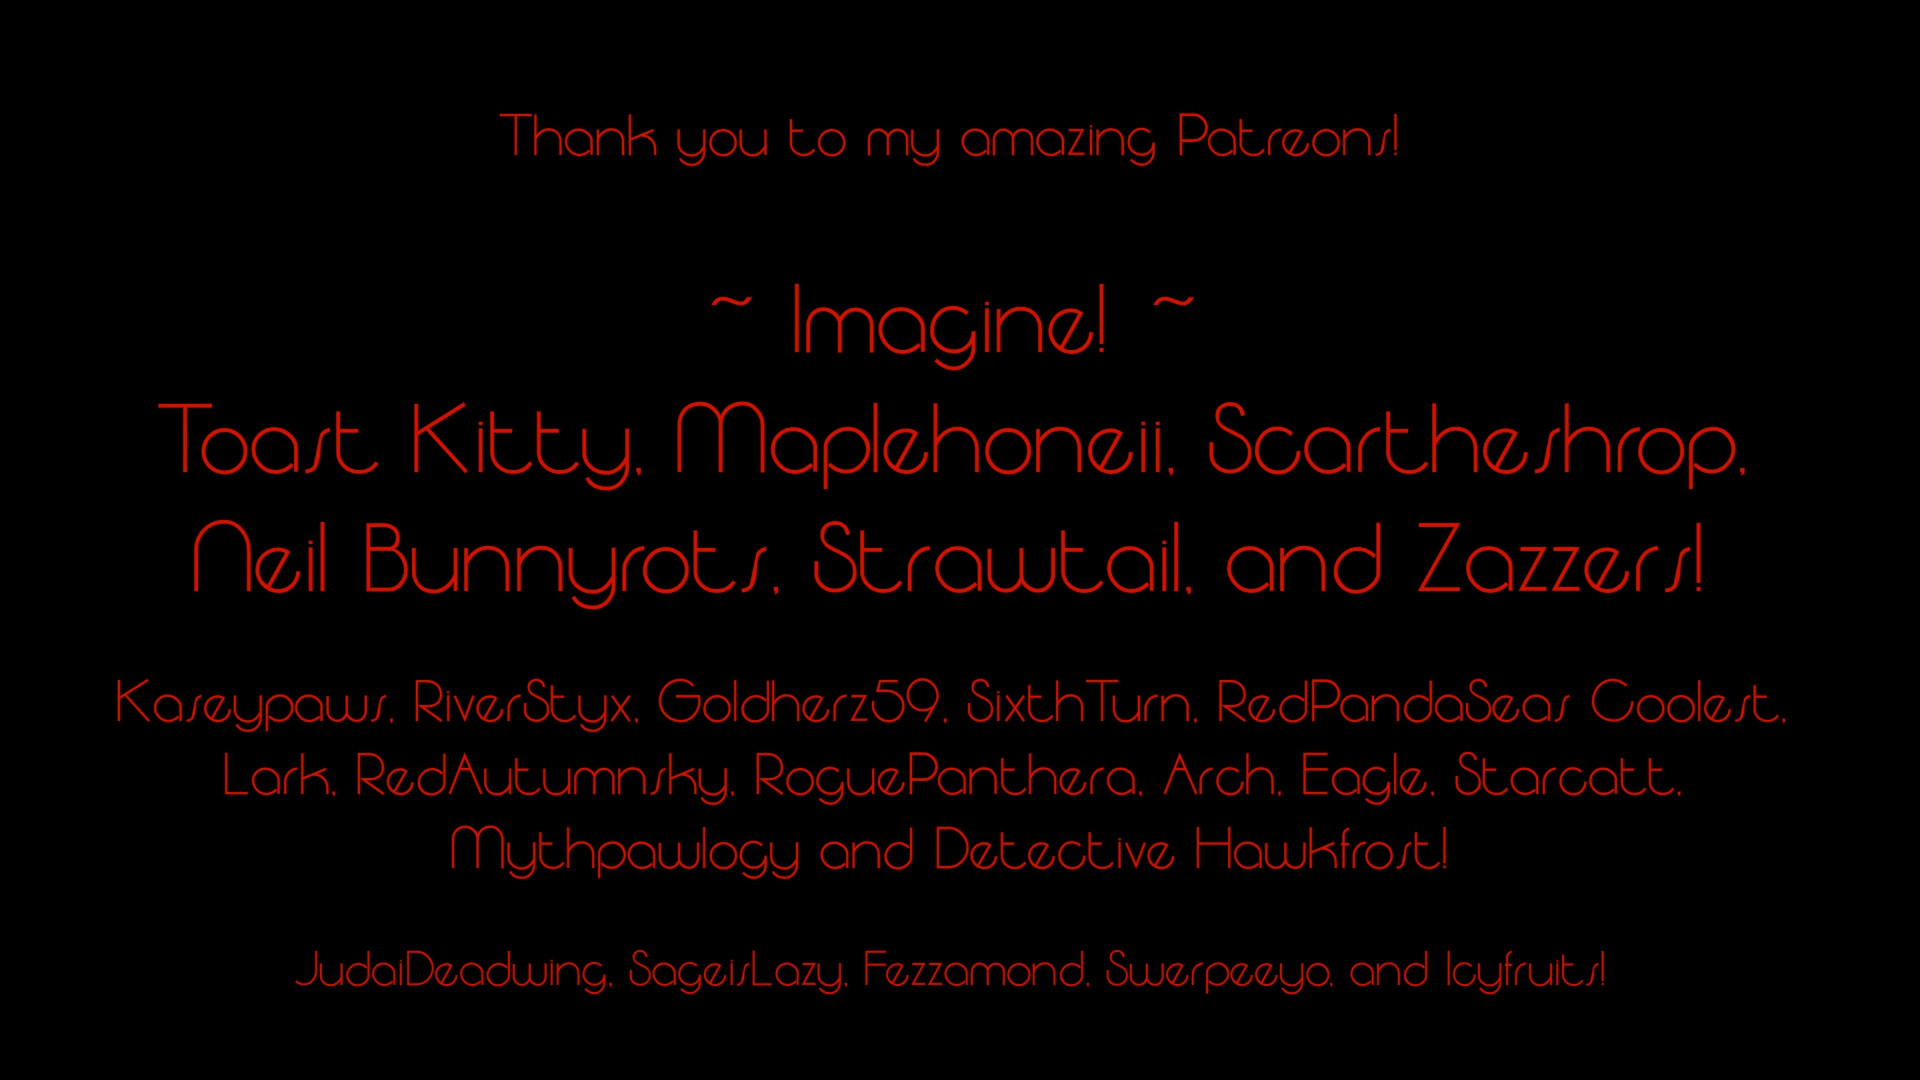 Thank you to my amazing Patreons!
~ Imagine! ~
Toast Kitty, Maplehoneii, Scartheshrop,
Neil Bunnyrots, Strawtail, and Zazzers!
Kaseypaws, RiverStyx, Goldherz59, SixthTurn, RedPandaSeas Coolest,
Lark, RedAutumnsky, RoguePanthera, Arch, Eagle, Starcatt,
Mythpawlogy and Detective Hawkfrost!
JudaiDeadwing, SageisLazy, Fezzamond, Swerpeeyo, and Icyfruits!